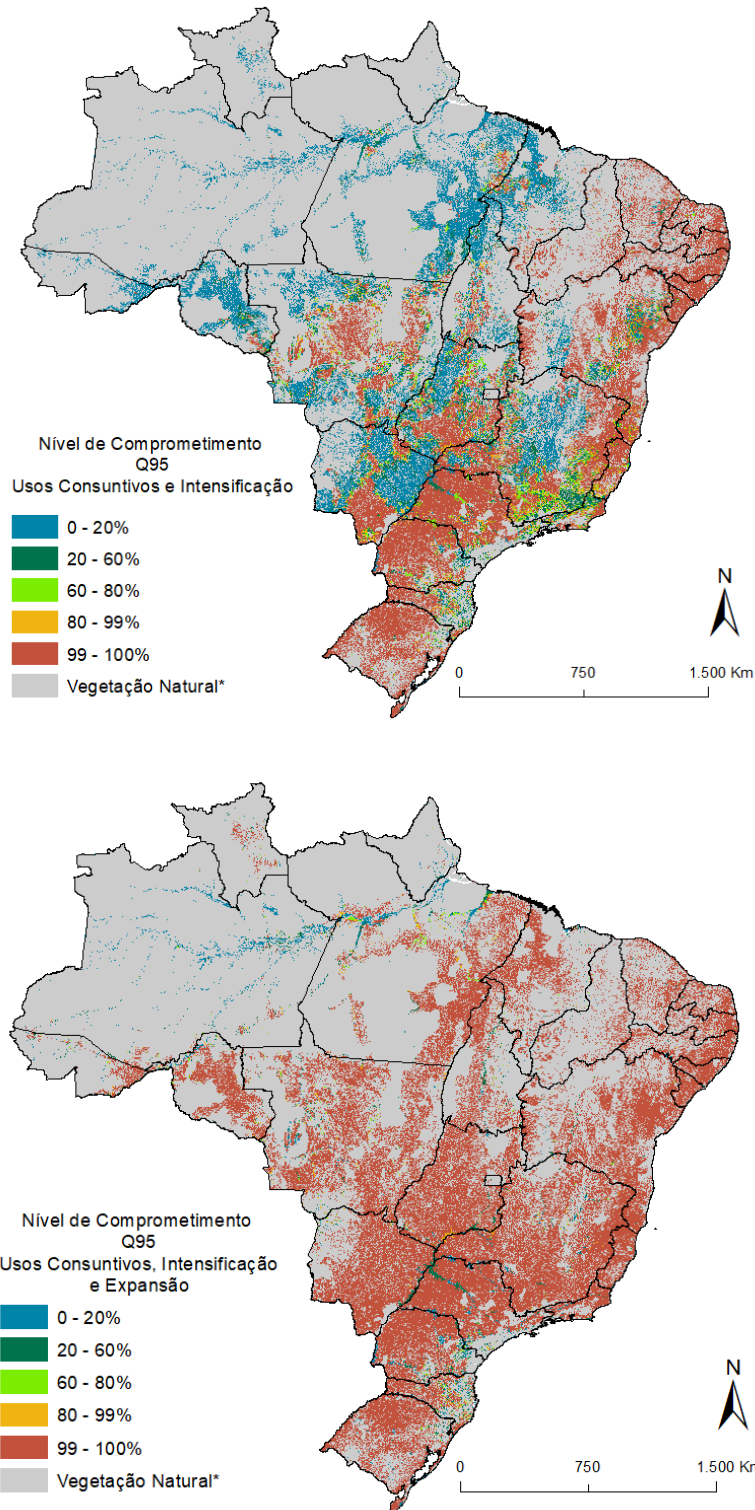 Nível de Comprometimento
Q95
Usos Consuntivos e Intensificação
0 - 20%
20 - 60%
60 - 80%
80 - 99%
99 - 100%
Vegetação Natural*
N
0 750 1.500 Km
Nível de Comprometimento
Q95
Usos Consuntivos, Intensificação
e Expansão
0 - 20%
20 - 60%
60 - 80%
80 - 99%
99 - 100%
Vegetação Natural*
N
0 750 1.500 Km